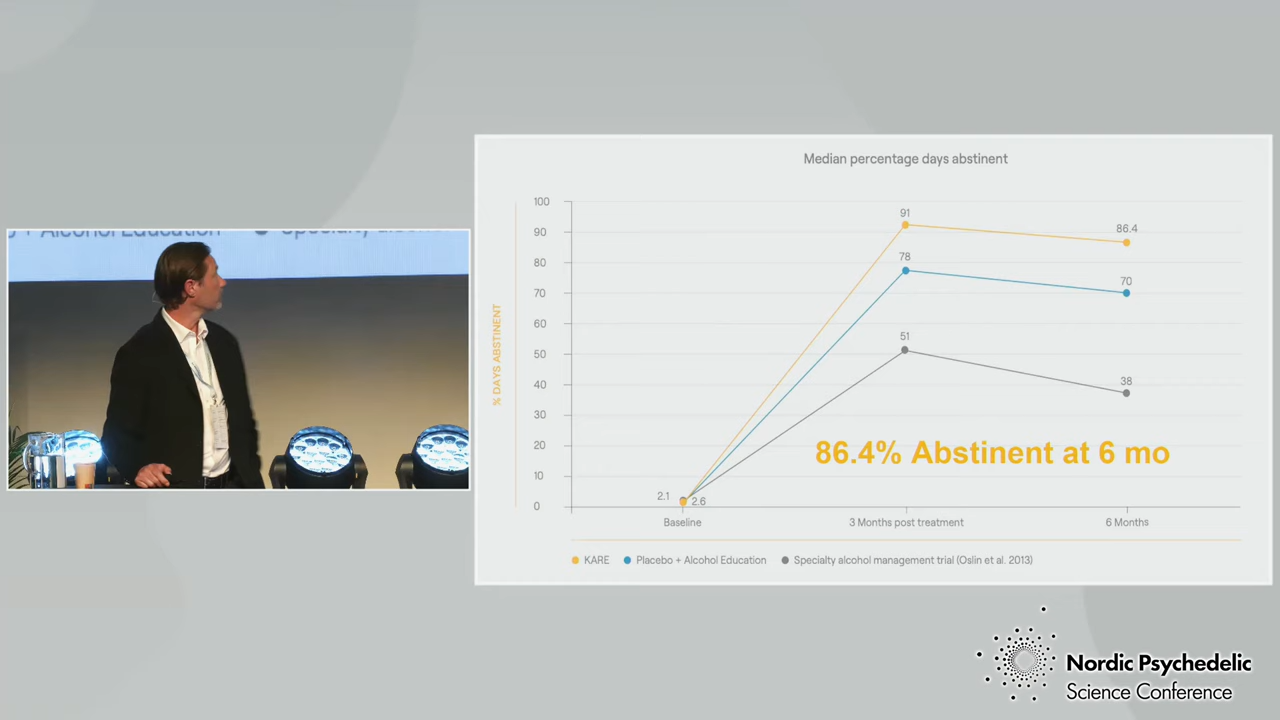 + Alcohol Education
Median percentage days abstinent
% DAYS ABSTINENT
100
90
80
70
60
50
40
30
20
10
0
91
86.4
78
70
51
38
2.1
2.6
86.4% Abstinent at 6 mo
Baseline
3 Months post treatment
6 Months
KARE
Placebo + Alcohol Education
Specialty alcohol management trial (Oslin et al. 2013)
Nordic Psychedelic
Science Conference